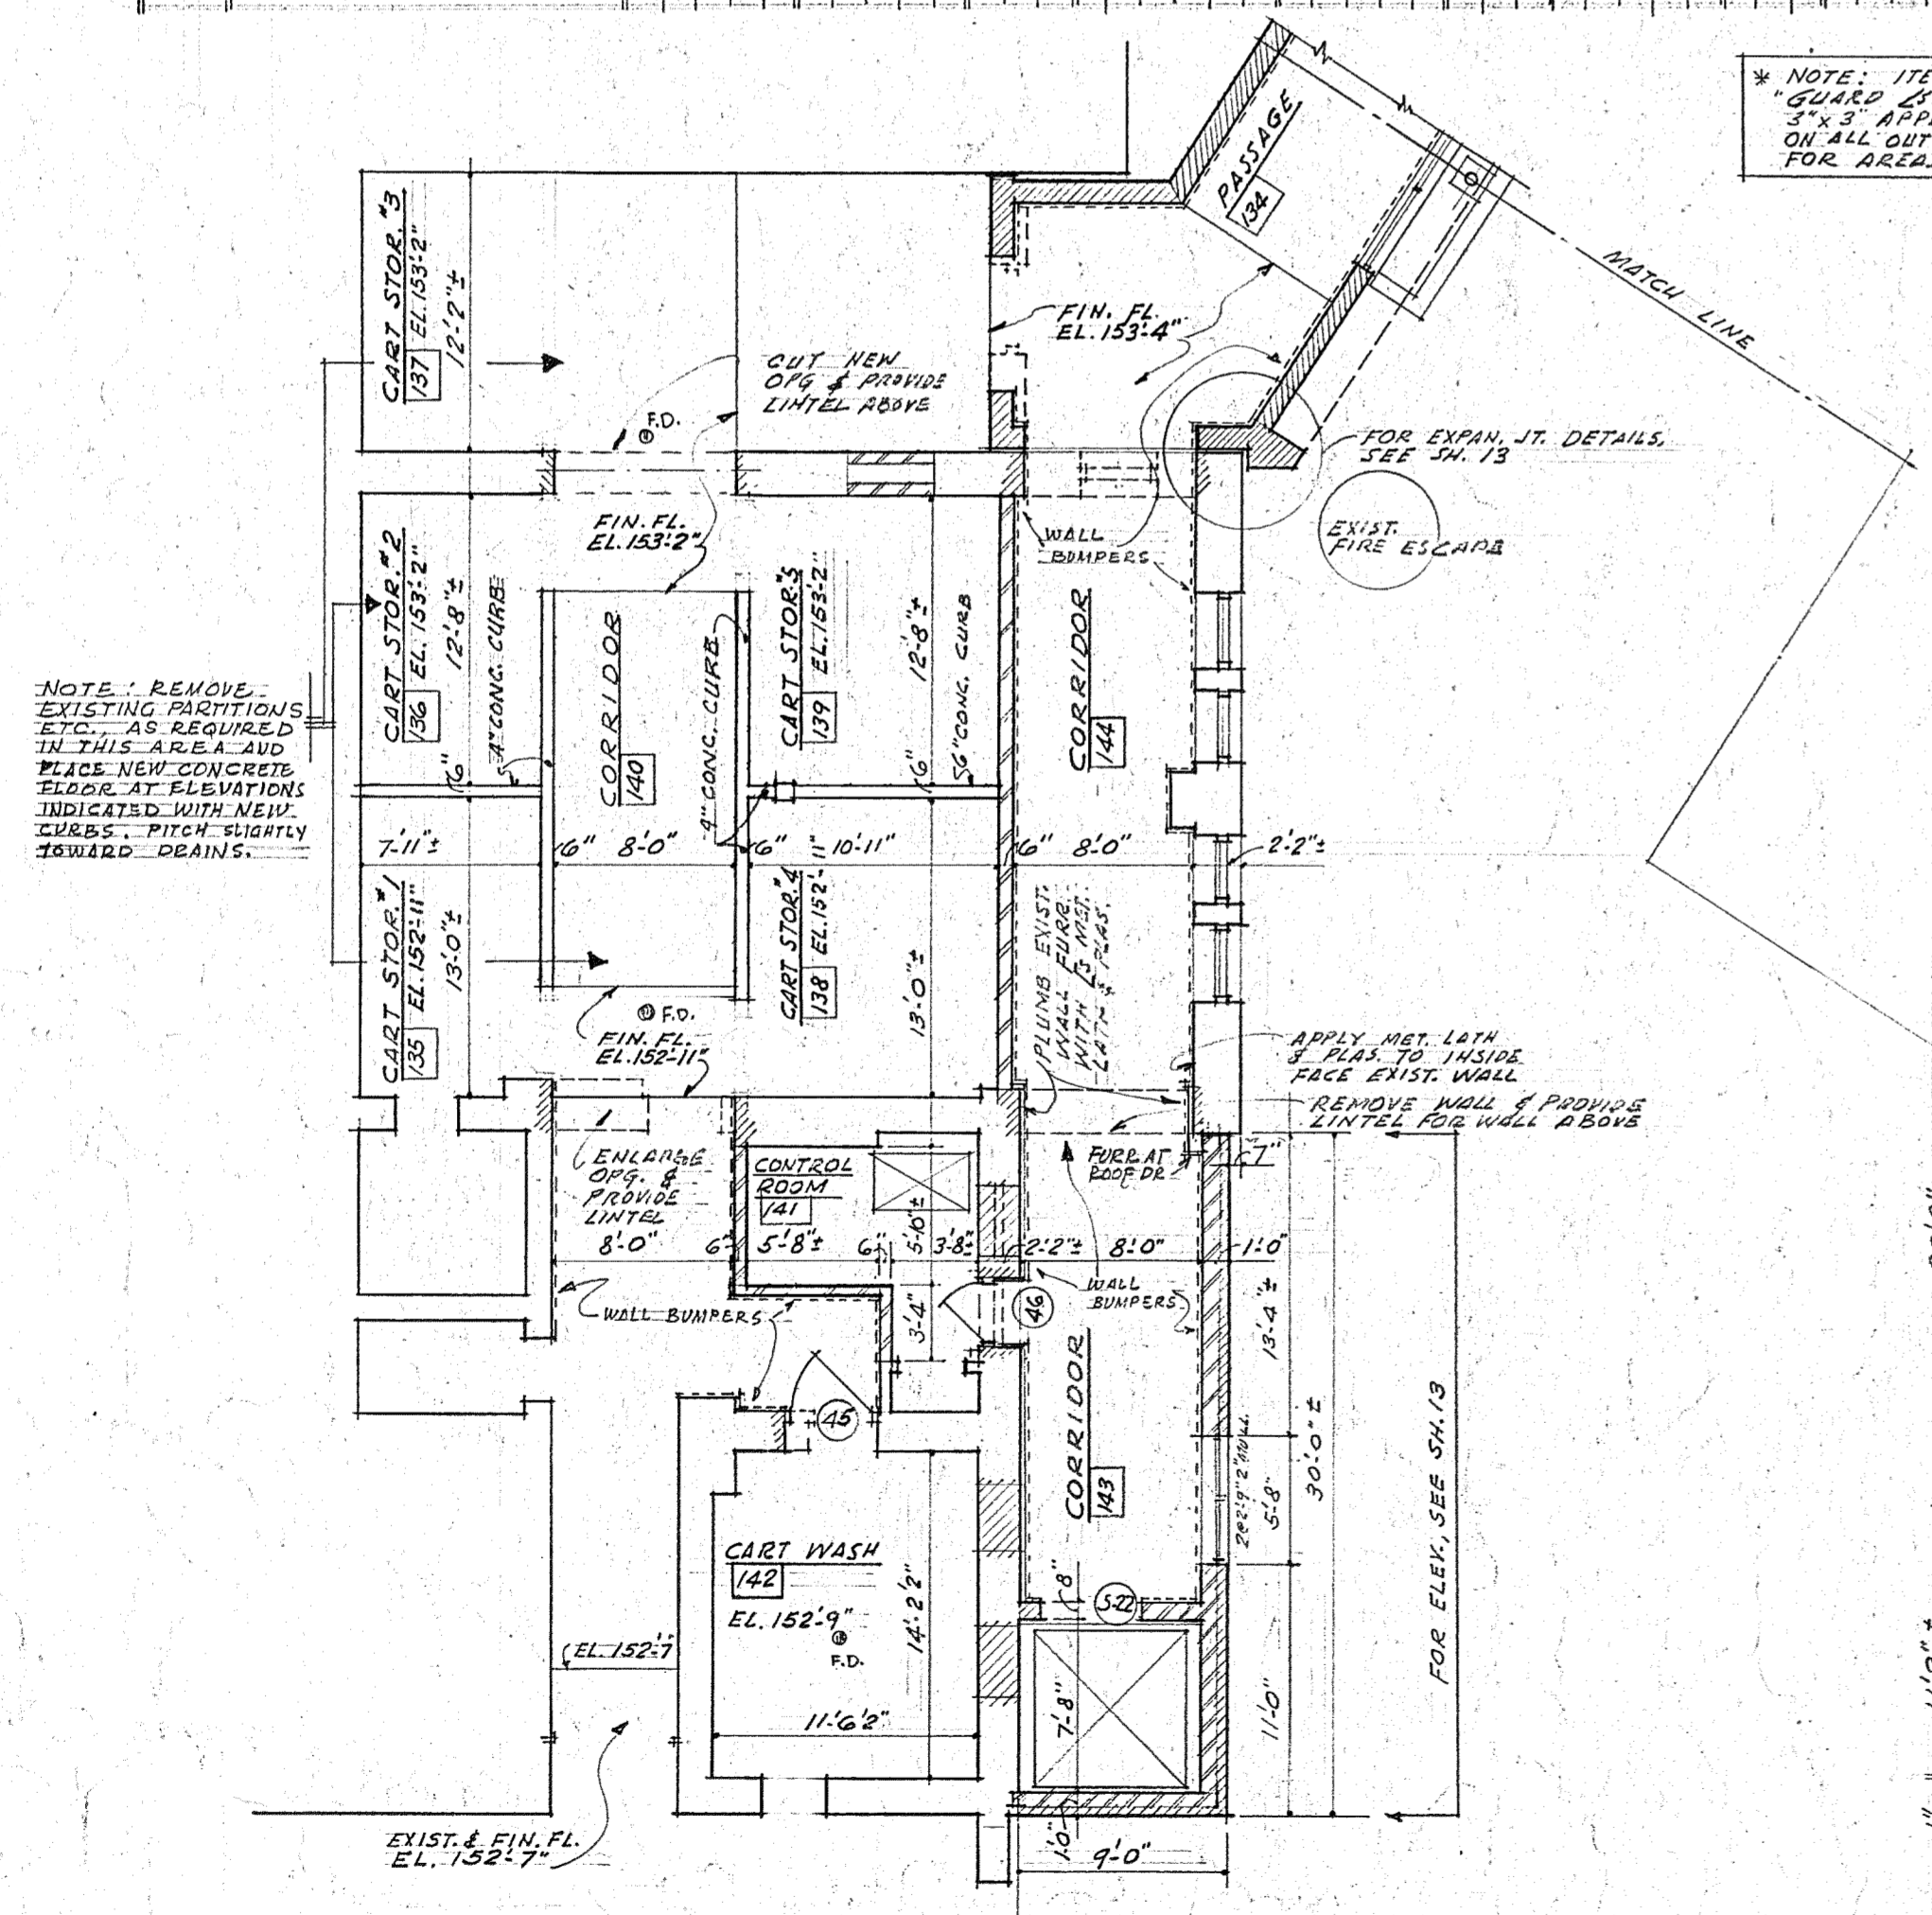 * NOTE: ITE
"GUARD LS
3"x3" APP
ON ALL OUT
FOR AREA
PASSAGE
134
MATCH LINE
CART STOR. #3
137 EL. 153'-2"
12'-2"±
FIN. FL.
EL. 153'-4"
CUT NEW
OPG & PROVIDE
LINTEL ABOVE
F.D.
FOR EXPAN. JT. DETAILS,
SEE SH. 13
EXIST.
FIRE ESCAPE
FIN. FL.
EL. 153'-2"
WALL
BUMPERS
CART STOR. #2
136 EL. 153'-2"
12'-8"±
6"
4" CONC. CURB
CORRIDOR
140
4" CONC. CURB
CART STOR. #5
139 EL. 153'-2"
12'-8"±
6"
6" CONC. CURB
CORRIDOR
144
NOTE: REMOVE
EXISTING PARTITIONS
ETC., AS REQUIRED
IN THIS AREA AND
PLACE NEW CONCRETE
FLOOR AT ELEVATIONS
INDICATED WITH NEW
CURBS. PITCH SLIGHTLY
TOWARD DRAINS.
7'-11"±
6" 8'-0"
6" 10'-11"
6" 8'-0"
2'-2"±
CART STOR. #1
135 EL. 152'-11"
13'-0"±
CART STOR. #4
138 EL. 152'-11"
13'-0"±
PLUMB EXIST.
WALL FURR.
WITH LS MET.
LATH & PLAS.
F.D.
FIN. FL.
EL. 152'-11"
APPLY MET. LATH
& PLAS. TO INSIDE
FACE EXIST. WALL
REMOVE WALL & PROVIDE
LINTEL FOR WALL ABOVE
ENLARGE
OPG. &
PROVIDE
LINTEL
CONTROL
ROOM
141
FURR AT
ROOF DR
7"
8'-0"
6"
5'-8"±
6"
5'-10"±
3'-8"±
2'-2"±
8'-0"
1'-0"
WALL BUMPERS
3'-4"
46
WALL
BUMPERS
13'-4"±
45
CORRIDOR
143
30'-0"±
5'-8"
FOR ELEV., SEE SH. 13
CART WASH
142
EL. 152'-9"
F.D.
14'-2½"
11'-6½"
8"
S-22
EL. 152'-7
7'-8"
11'-0"
EXIST. & FIN. FL.
EL. 152'-7"
1'-0"
9'-0"